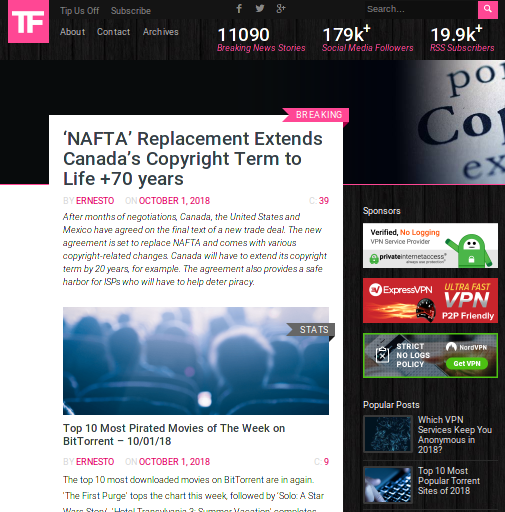 TF
Tip Us Off Subscribe
Search...
About Contact Archives
11090
Breaking News Stories
179k+
Social Media Followers
19.9k+
RSS Subscribers
BREAKING
‘NAFTA’ Replacement Extends
Canada’s Copyright Term to
Life +70 years
BY ERNESTO ON OCTOBER 1, 2018 C: 39
After months of negotiations, Canada, the United States and
Mexico have agreed on the final text of a new trade deal. The new
agreement is set to replace NAFTA and comes with various
copyright-related changes. Canada will have to extend its copyright
term by 20 years, for example. The agreement also provides a safe
harbor for ISPs who will have to help deter piracy.
STATS
Top 10 Most Pirated Movies of The Week on
BitTorrent – 10/01/18
BY ERNESTO ON OCTOBER 1, 2018 C: 9
The top 10 most downloaded movies on BitTorrent are in again.
'The First Purge' tops the chart this week, followed by 'Solo: A Star
Wars Story'. 'Hotel Transylvania 3: Summer Vacation' completes
po
Cop
ex
Sponsors
Verified, No Logging
VPN Service Provider
privateinternetaccess
always use protection
ExpressVPN
ULTRA FAST
VPN
P2P Friendly
STRICT
NO LOGS
POLICY
NordVPN
Get VPN
Popular Posts
Which VPN
Services Keep You
Anonymous in
2018?
Top 10 Most
Popular Torrent
Sites of 2018